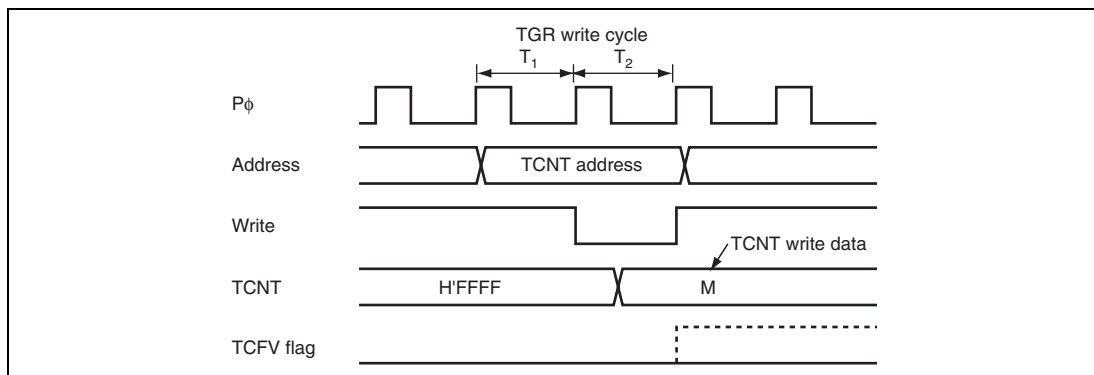 TGR write cycle
T1 T2
Pϕ
Address TCNT address
Write
TCNT write data
TCNT H'FFFF M
TCFV flag